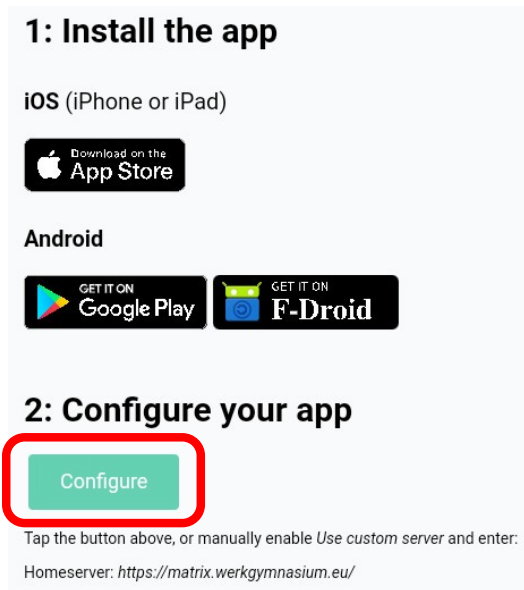 1: Install the app
iOS (iPhone or iPad)
Download on the
App Store
Android
GET IT ON
Google Play
GET IT ON
F-Droid
2: Configure your app
Configure
Tap the button above, or manually enable Use custom server and enter:
Homeserver: https://matrix.werkgymnasium.eu/